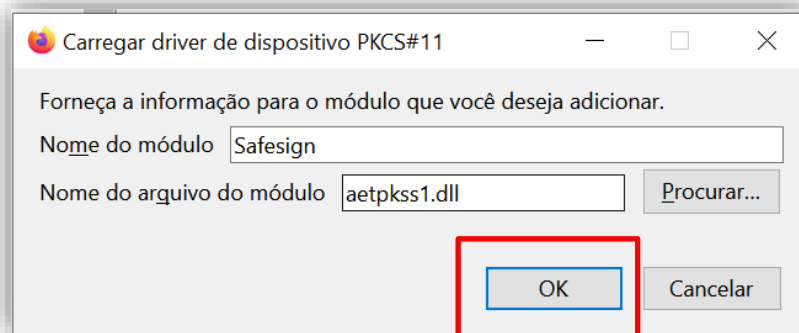 Carregar driver de dispositivo PKCS#11
Forneça a informação para o módulo que você deseja adicionar.
Nome do módulo Safesign
Nome do arquivo do módulo aetpkss1.dll Procurar...
OK Cancelar